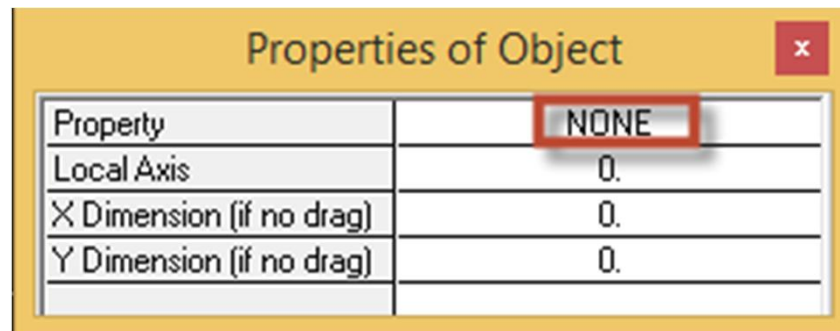 Properties of Object
x
Property NONE
Local Axis 0.
X Dimension (if no drag) 0.
Y Dimension (if no drag) 0.